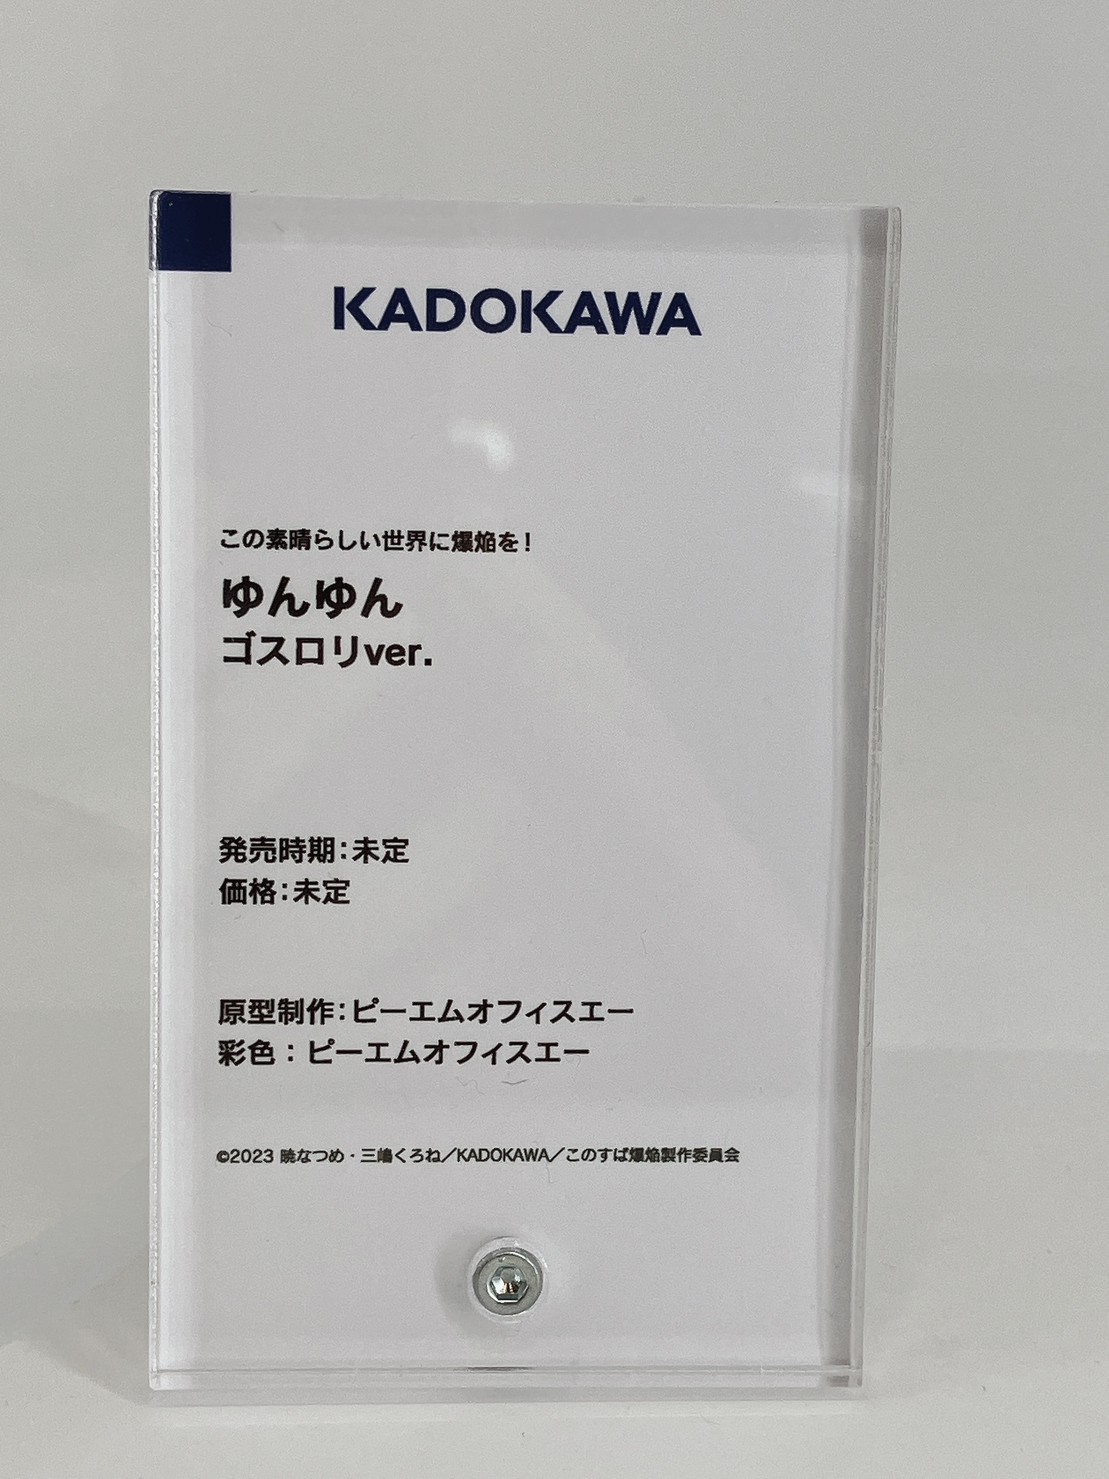 KADOKAWA
この素晴らしい世界に爆焔を！
ゆんゆん
ゴスロリver.
発売時期：未定
価格：未定
原型制作：ピーエムオフィスエー
彩色：ピーエムオフィスエー
©2023 暁なつめ・三嶋くろね／KADOKAWA／このすば爆焔製作委員会